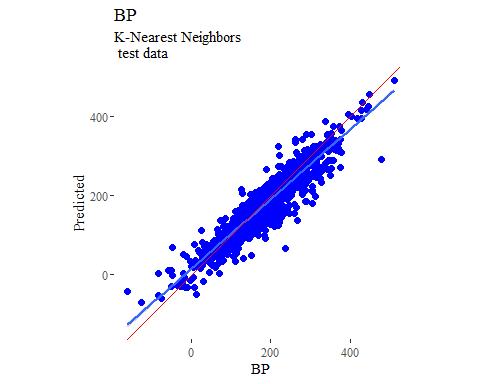 BP
K-Nearest Neighbors
test data
400
200
0
Predicted
0 200 400
BP